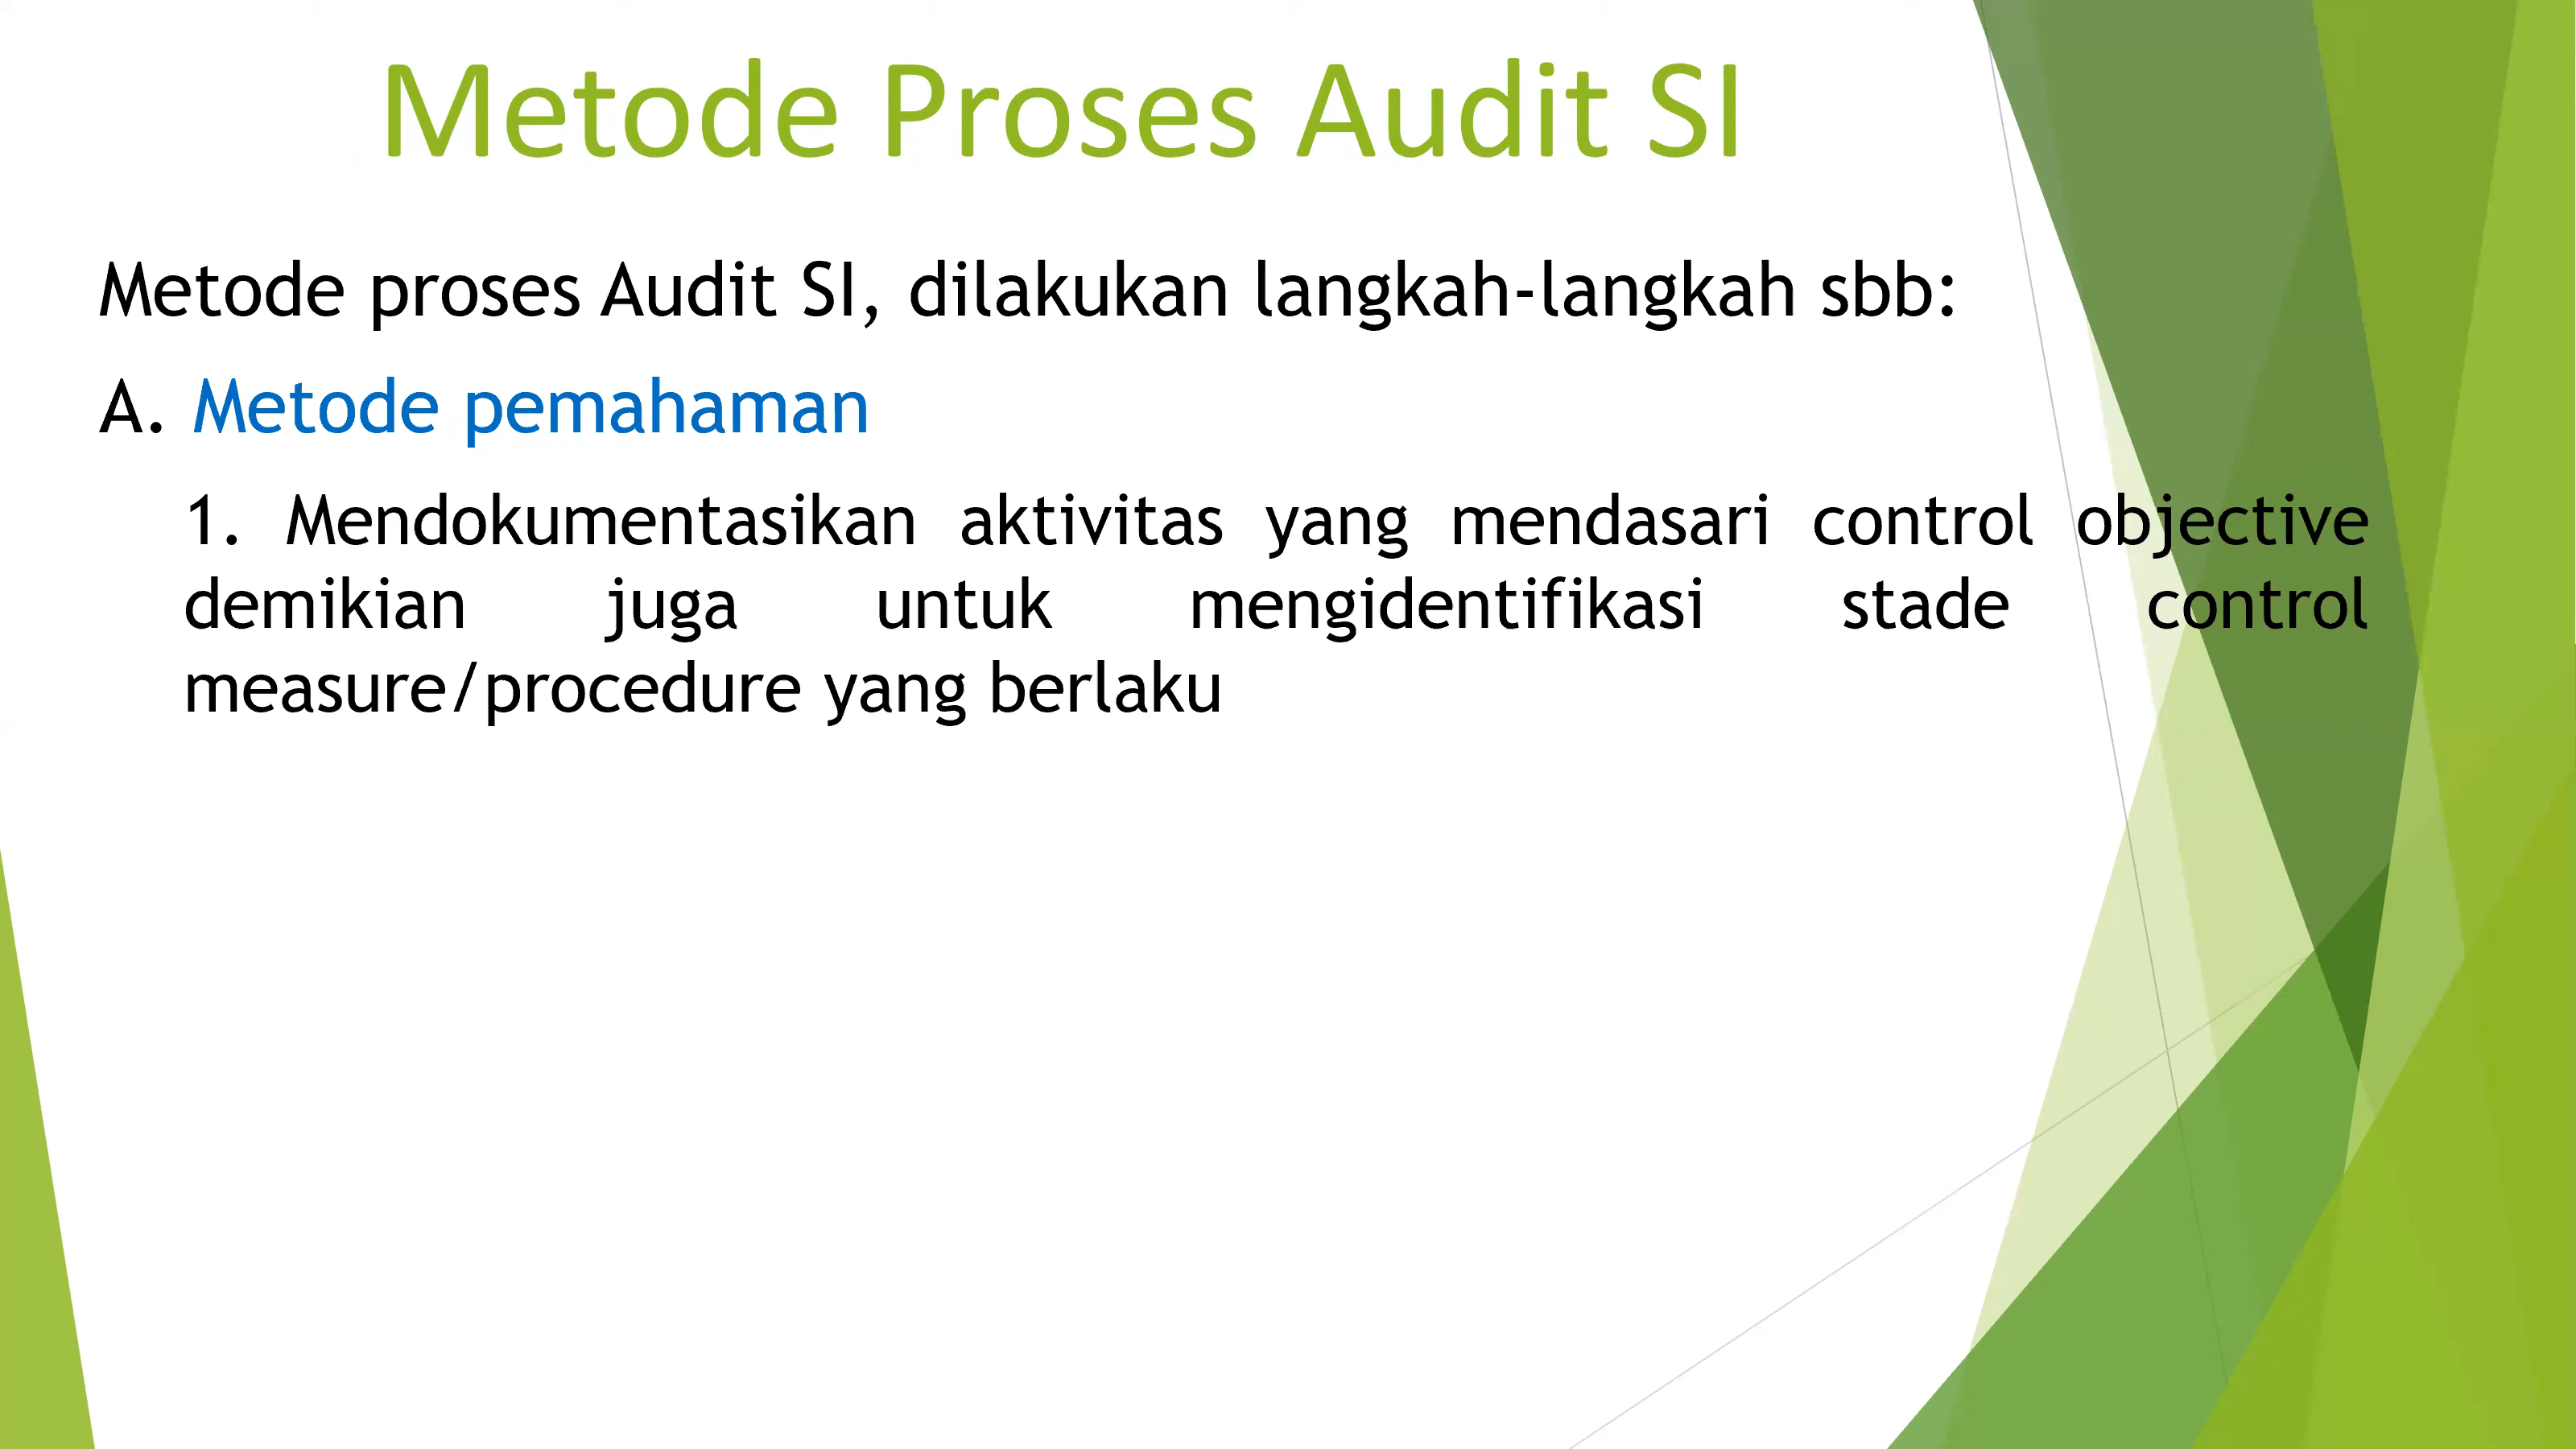 Metode Proses Audit SI
Metode proses Audit SI, dilakukan langkah-langkah sbb:
A. Metode pemahaman
1. Mendokumentasikan aktivitas yang mendasari control objective
demikian juga untuk mengidentifikasi stade control
measure/procedure yang berlaku